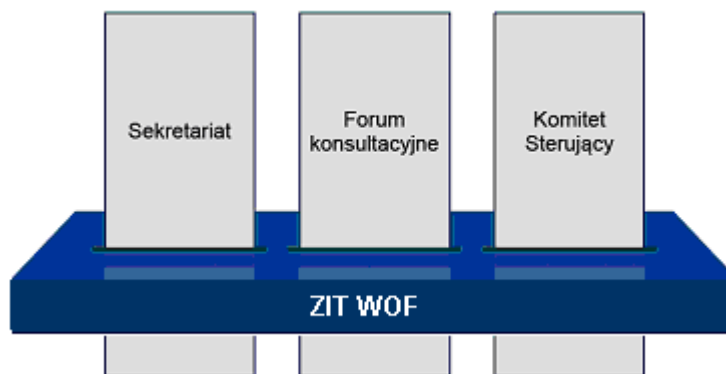 Sekretariat
Forum
konsultacyjne
Komitet
Sterujący
ZIT WOF